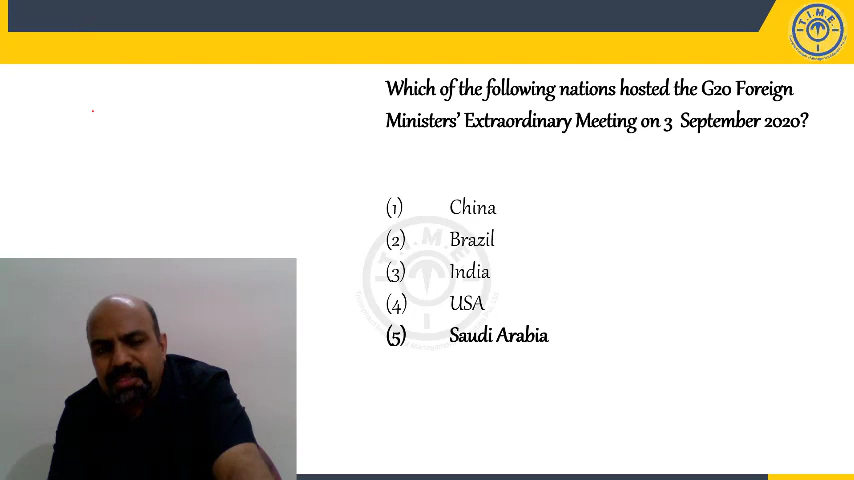 T.I.M.E.
Which of the following nations hosted the G20 Foreign
Ministers’ Extraordinary Meeting on 3 September 2020?
(1) China
(2) Brazil
(3) India
(4) USA
(5) Saudi Arabia
T.I.M.E.